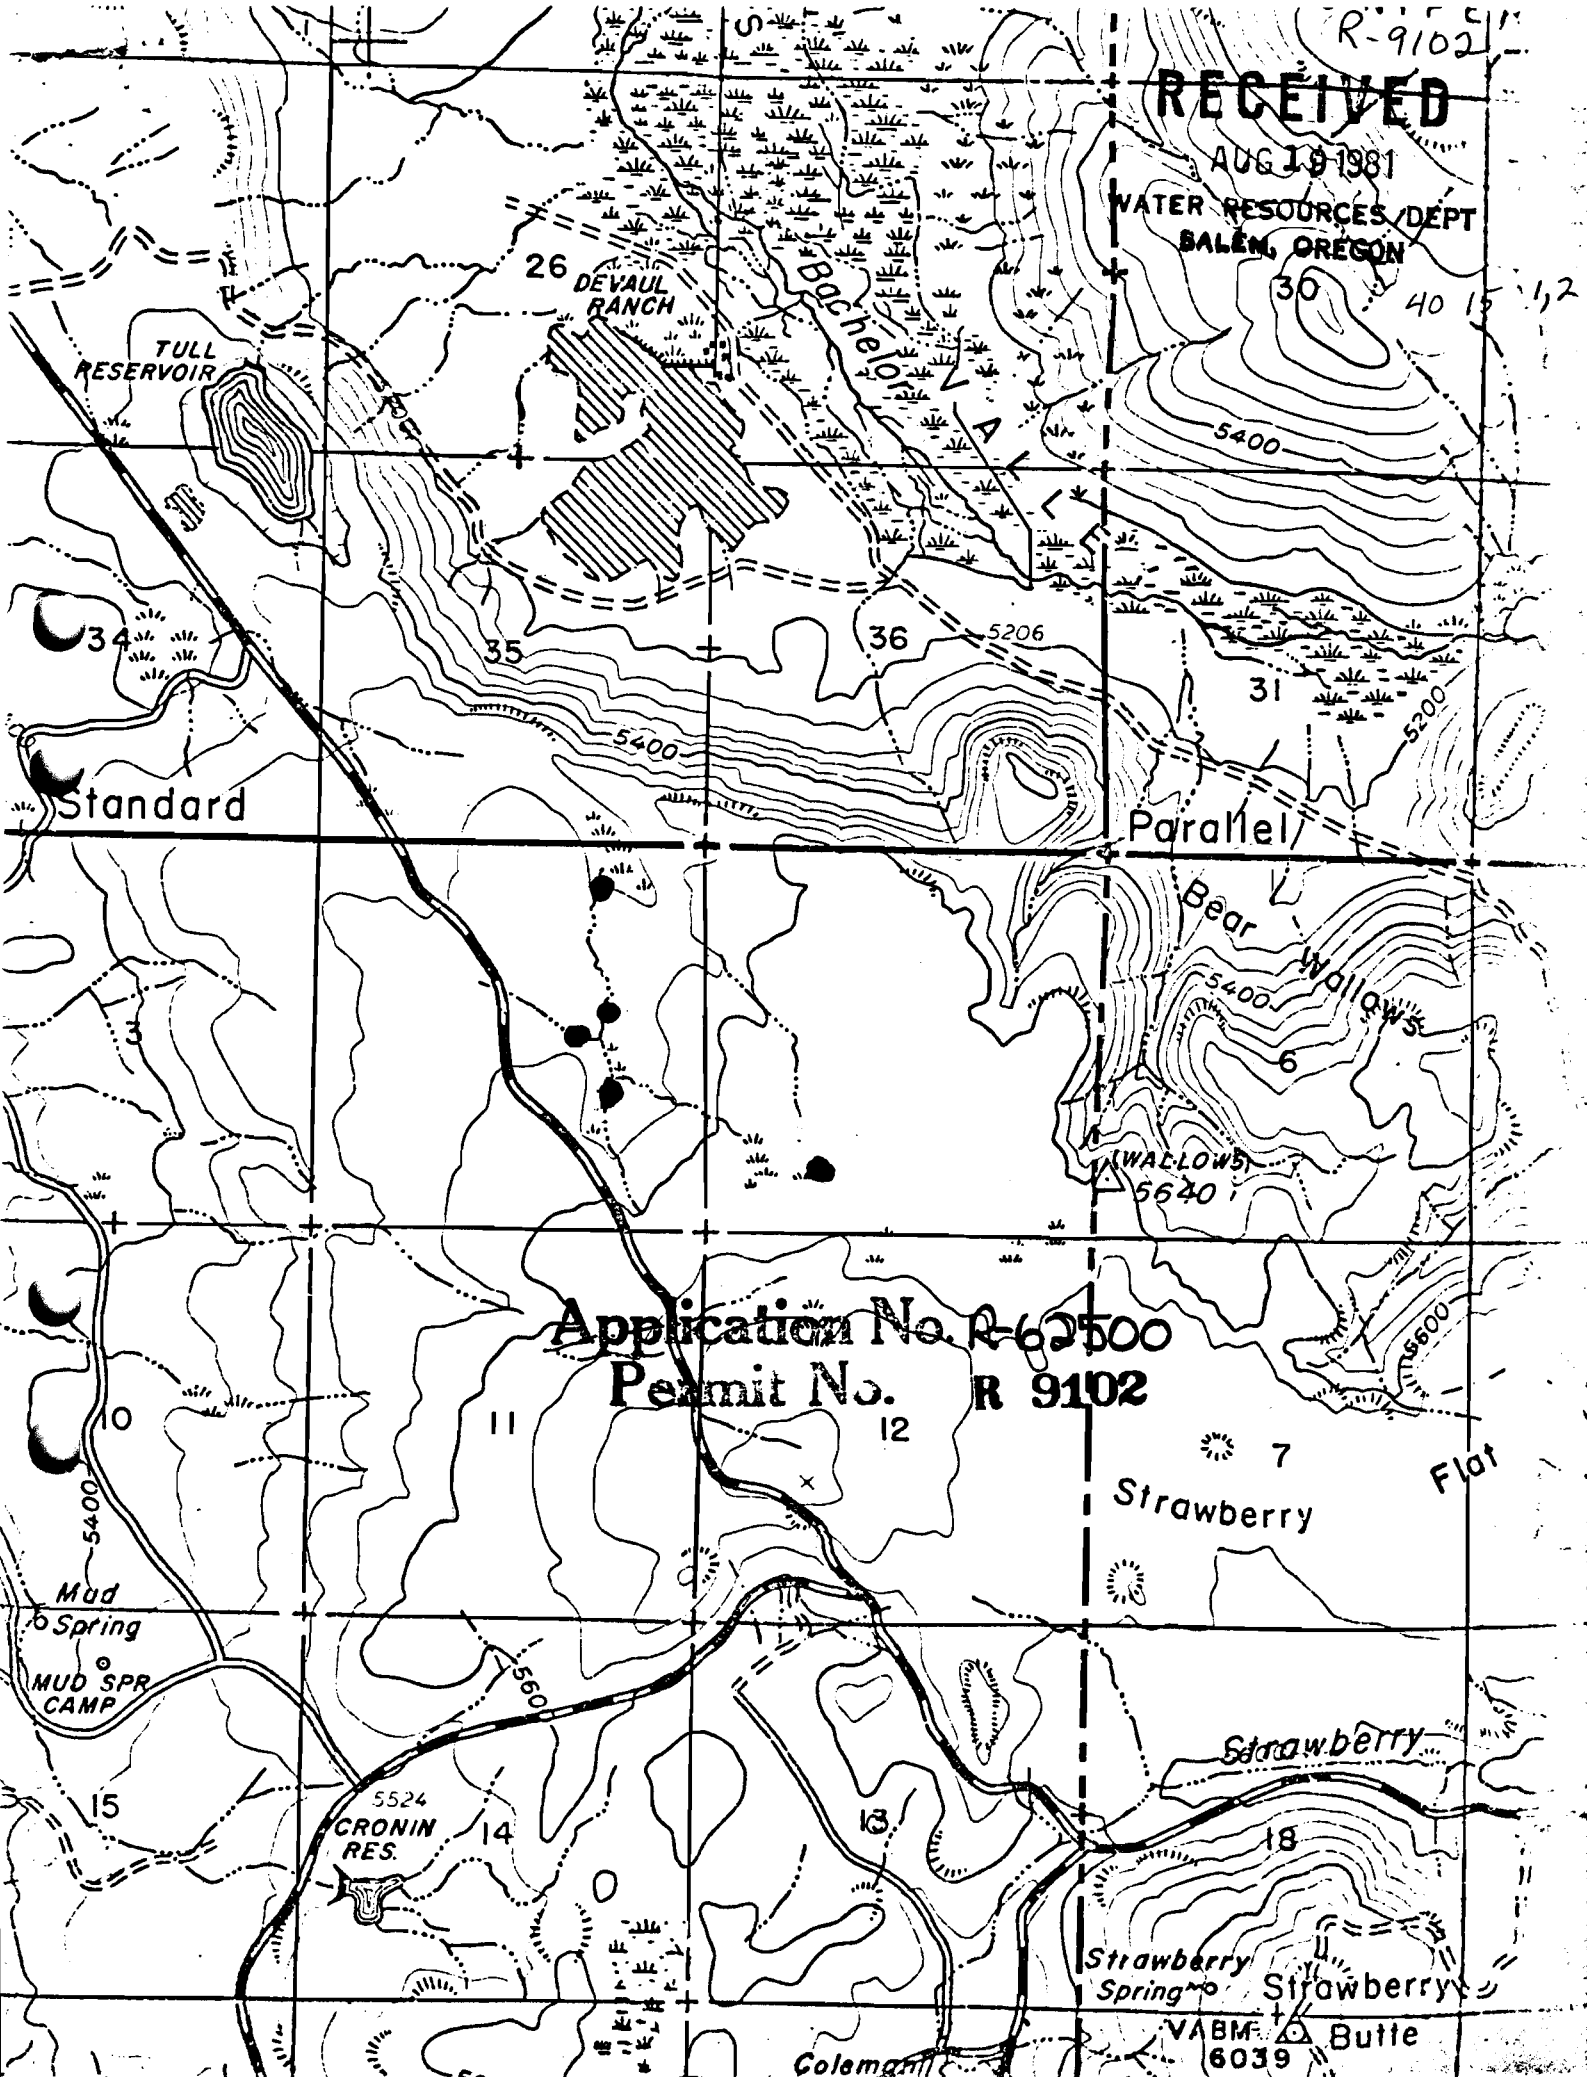 S
R-9102
RECEIVED
AUG 10 1981
WATER RESOURCES DEPT
SALEM, OREGON
26
DEVAUL
RANCH
Bachelor
30
40 15 1,2
TULL
RESERVOIR
V
A
L
L
E
5400
34
35
36
5206
31
5200
5400
Standard
Parallel
Bear
Wallows
5400
3
6
(WALLOWS)
5640
Application No. R-62500
Permit No. R 9102
5600
10
11
12
7
Flat
Strawberry
5400
Mud
Spring
MUD SPR
CAMP
560
Strawberry
15
5524
CRONIN
RES.
14
13
18
Strawberry
Spring
Strawberry
VABM
6039
Butte
Coleman